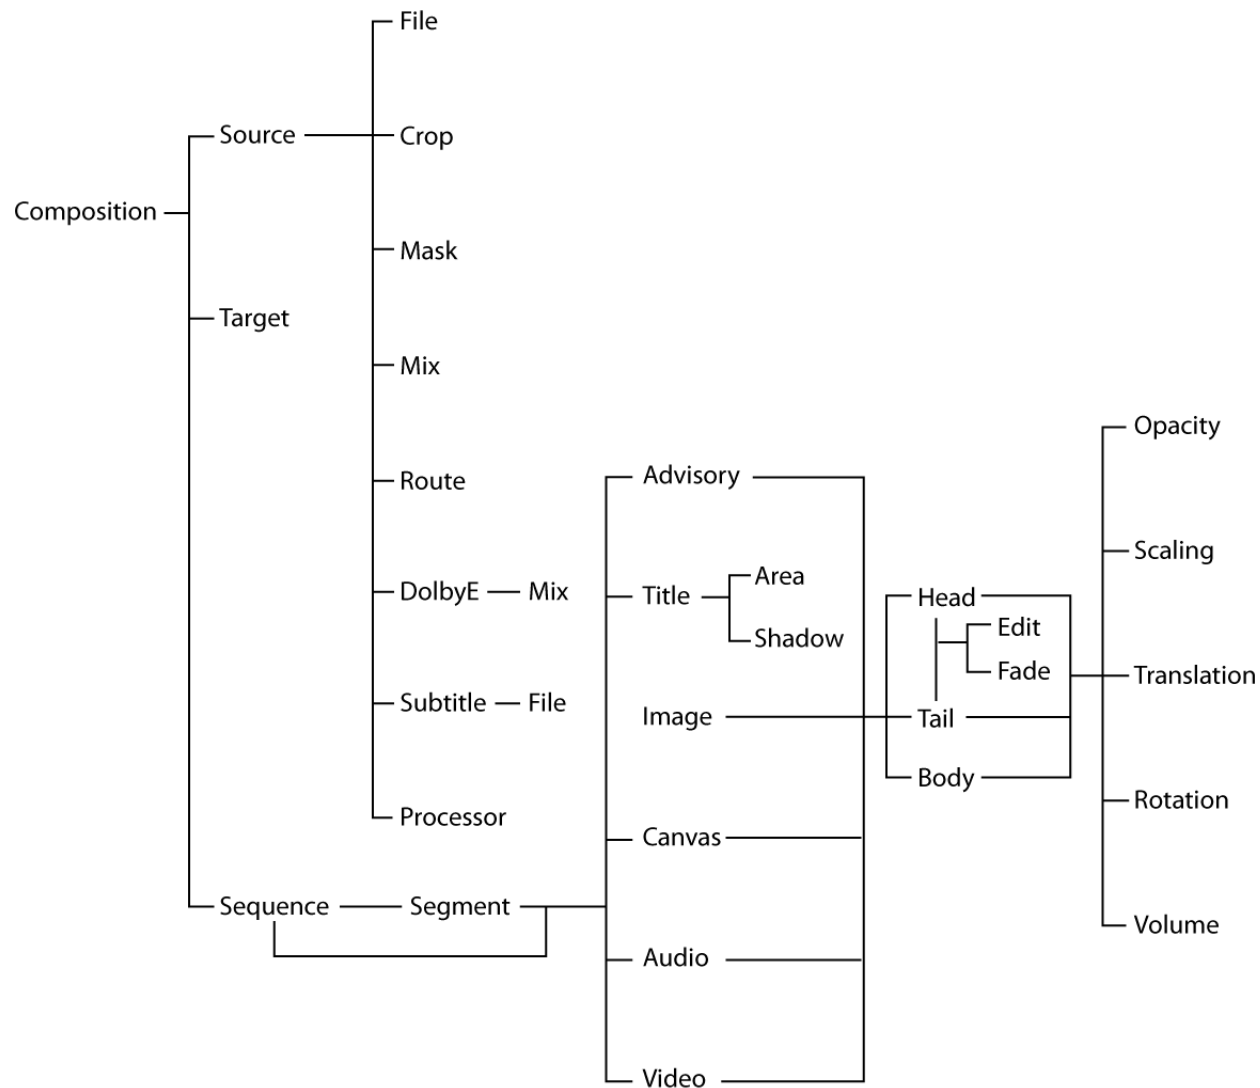 File
Source
Crop
Composition
Mask
Target
Mix
Opacity
Route
Advisory
Scaling
DolbyE
Mix
Title
Area
Shadow
Head
Edit
Fade
Translation
Subtitle
File
Image
Tail
Body
Rotation
Processor
Canvas
Sequence
Segment
Volume
Audio
Video